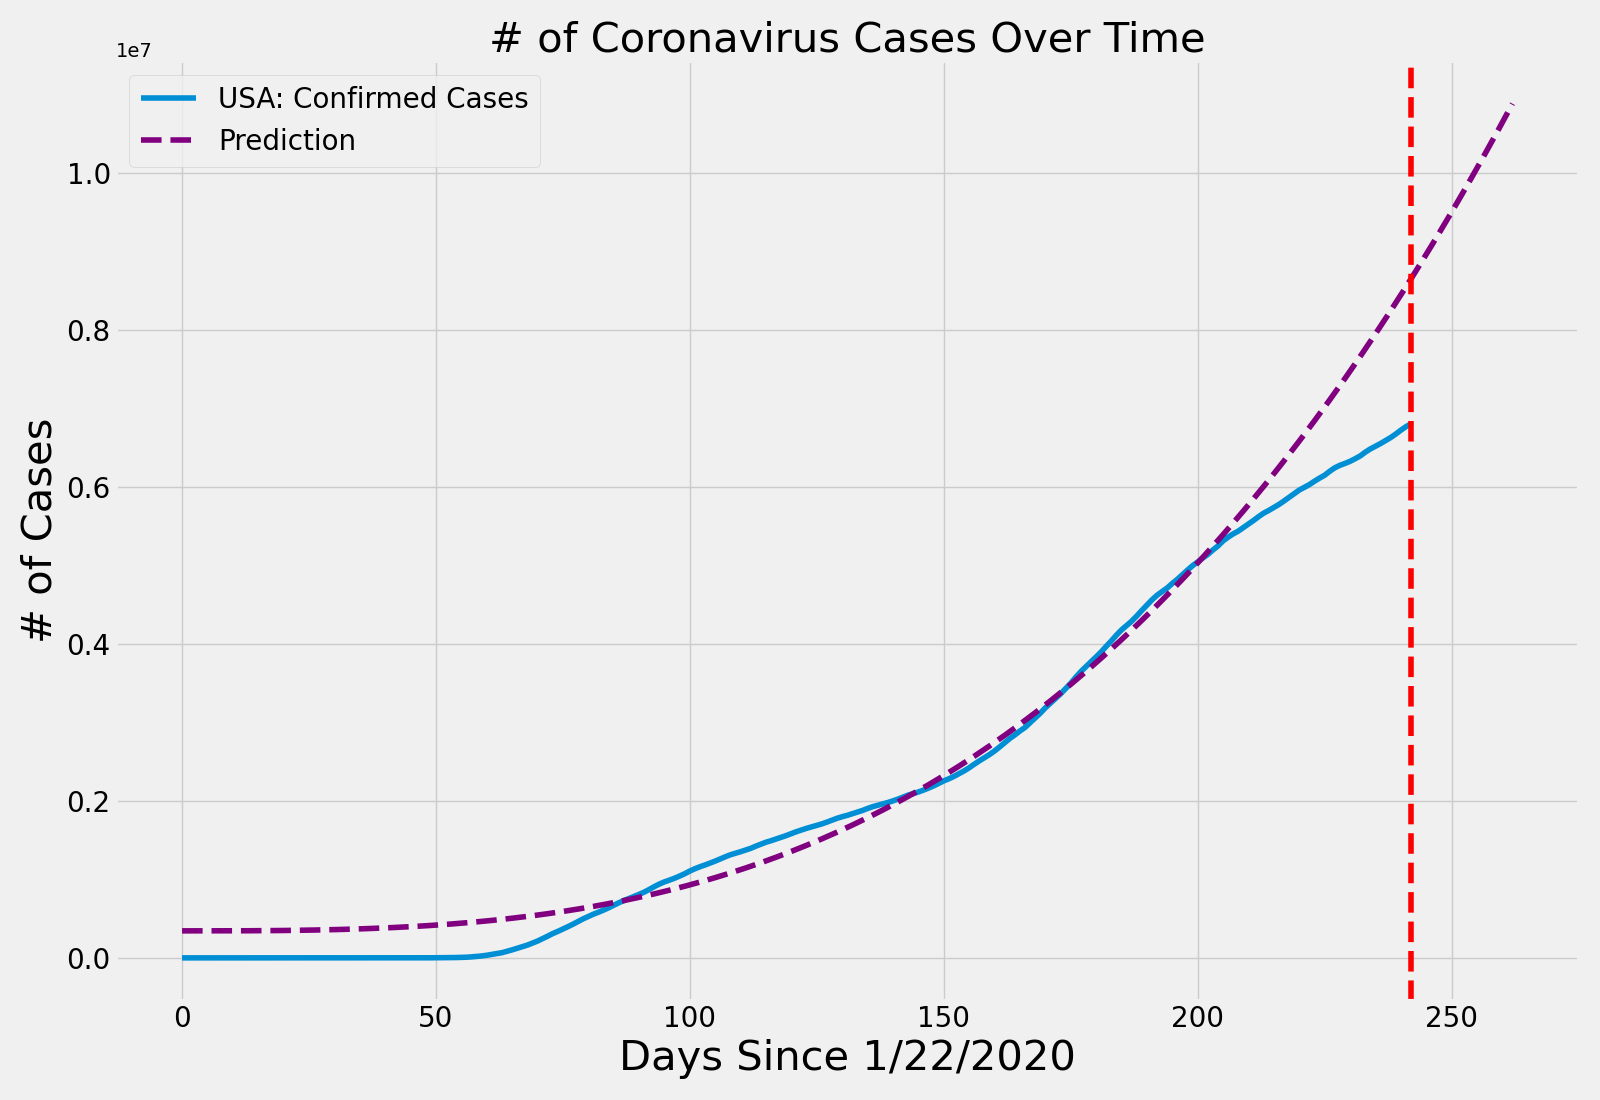 # of Coronavirus Cases Over Time
1e7
USA: Confirmed Cases
Prediction
1.0
0.8
0.6
0.4
0.2
0.0
# of Cases
0 50 100 150 200 250
Days Since 1/22/2020